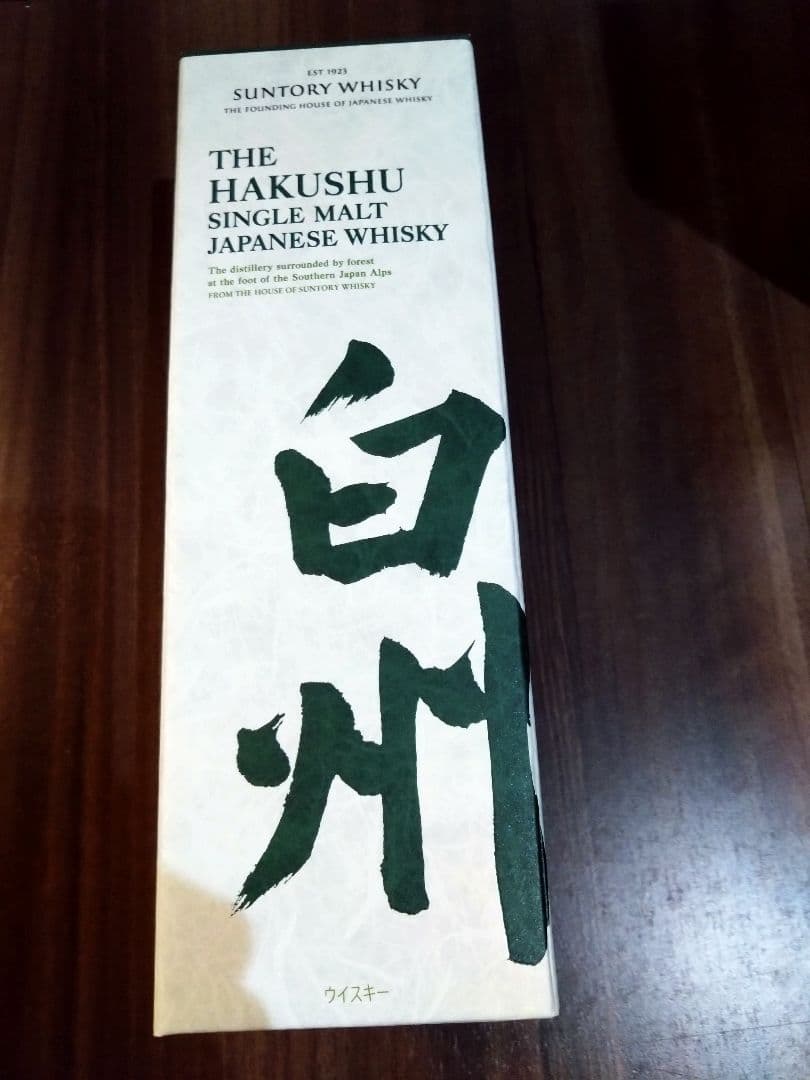 EST 1923
SUNTORY WHISKY
THE FOUNDING HOUSE OF JAPANESE WHISKY
THE
HAKUSHU
SINGLE MALT
JAPANESE WHISKY
The distillery surrounded by forest
at the foot of the Southern Japan Alps
FROM THE HOUSE OF SUNTORY WHISKY
白
州
ウイスキー